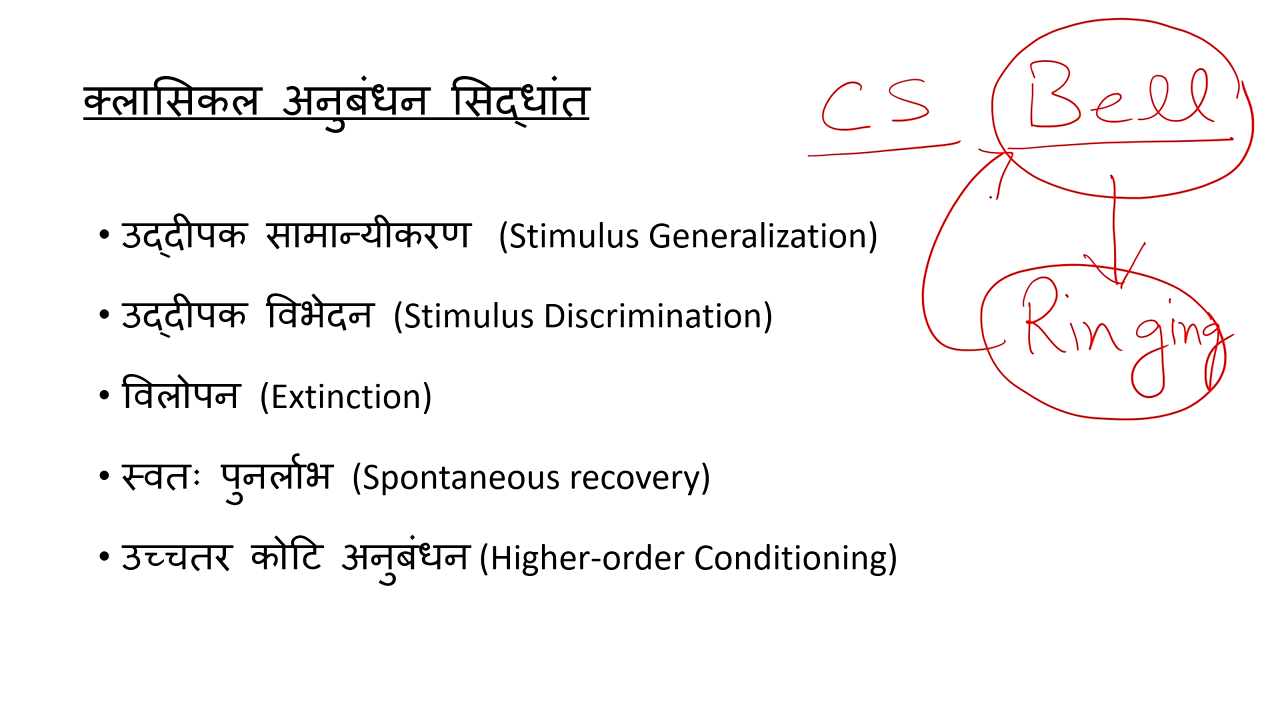 क्लासिकल अनुबंधन सिद्धांत
CS Bell
• उद्दीपक सामान्यीकरण (Stimulus Generalization)
• उद्दीपक विभेदन (Stimulus Discrimination)
Ringing
• विलोपन (Extinction)
• स्वतः पुनर्लाभ (Spontaneous recovery)
• उच्चतर कोटि अनुबंधन (Higher-order Conditioning)